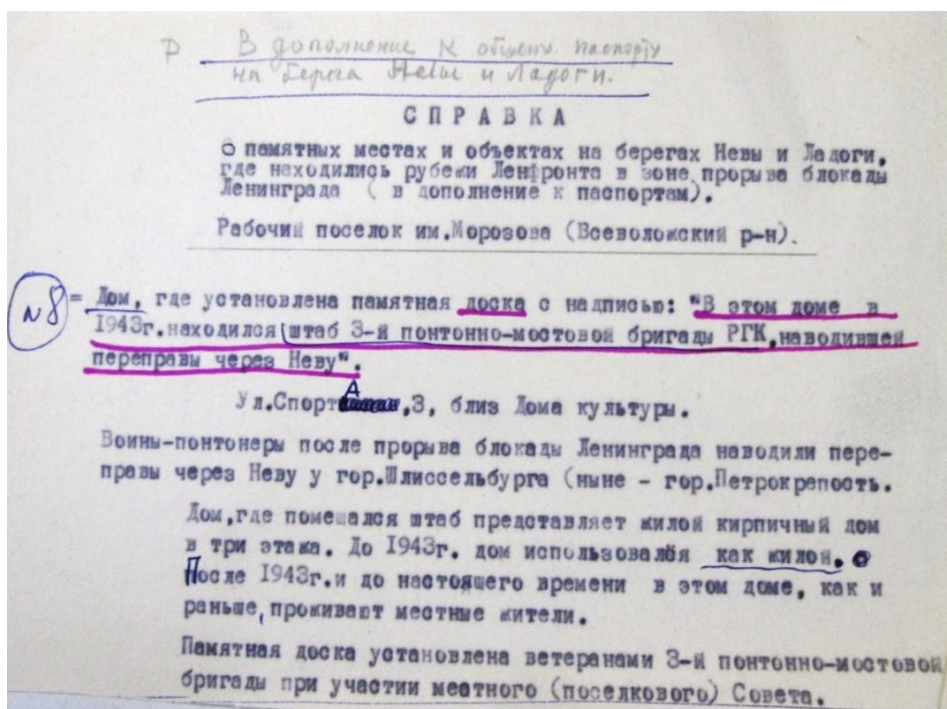 В дополнение к общему паспорту
на берега Невы и Ладоги.
СПРАВКА
О памятных местах и объектах на берегах Невы и Ладоги,
где находились рубежи Ленфронта в зоне прорыва блокады
Ленинграда ( в дополнение к паспортам).
Рабочий поселок им.Морозова (Всеволожский р-н).
№8 = Дом, где установлена памятная доска с надписью: "В этом доме в
1943г.находился штаб 3-й понтонно-мостовой бригады РГК,наводившей
переправы через Неву".
Ул.СпортА,3, близ Дома культуры.
Воины-понтонеры после прорыва блокады Ленинграда наводили пере-
правы через Неву у гор.Шлиссельбурга (ныне - гор.Петрокрепость.
Дом,где помещался штаб представляет жилой кирпичный дом
в три этажа. До 1943г. дом использовался как жилой.
После 1943г.и до настоящего времени в этом доме, как и
раньше, проживают местные жители.
Памятная доска установлена ветеранами 3-й понтонно-мостовой
бригады при участии местного (поселкового) Совета.